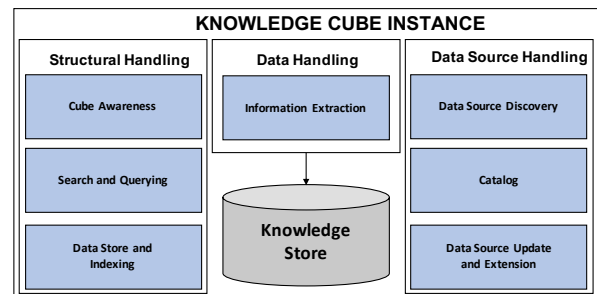 KNOWLEDGE CUBE INSTANCE
Structural Handling
Cube Awareness
Search and Querying
Data Store and
Indexing
Data Handling
Information Extraction
Knowledge
Store
Data Source Handling
Data Source Discovery
Catalog
Data Source Update
and Extension